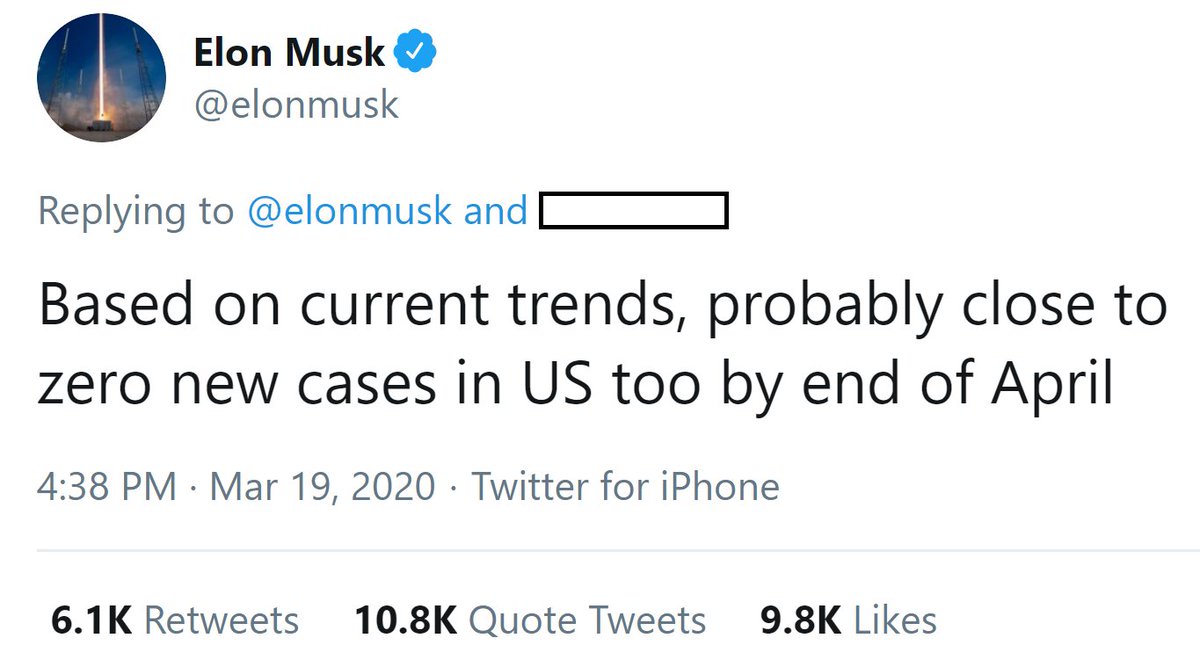 Elon Musk
@elonmusk
Replying to @elonmusk and
Based on current trends, probably close to
zero new cases in US too by end of April
4:38 PM · Mar 19, 2020 · Twitter for iPhone
6.1K Retweets 10.8K Quote Tweets 9.8K Likes